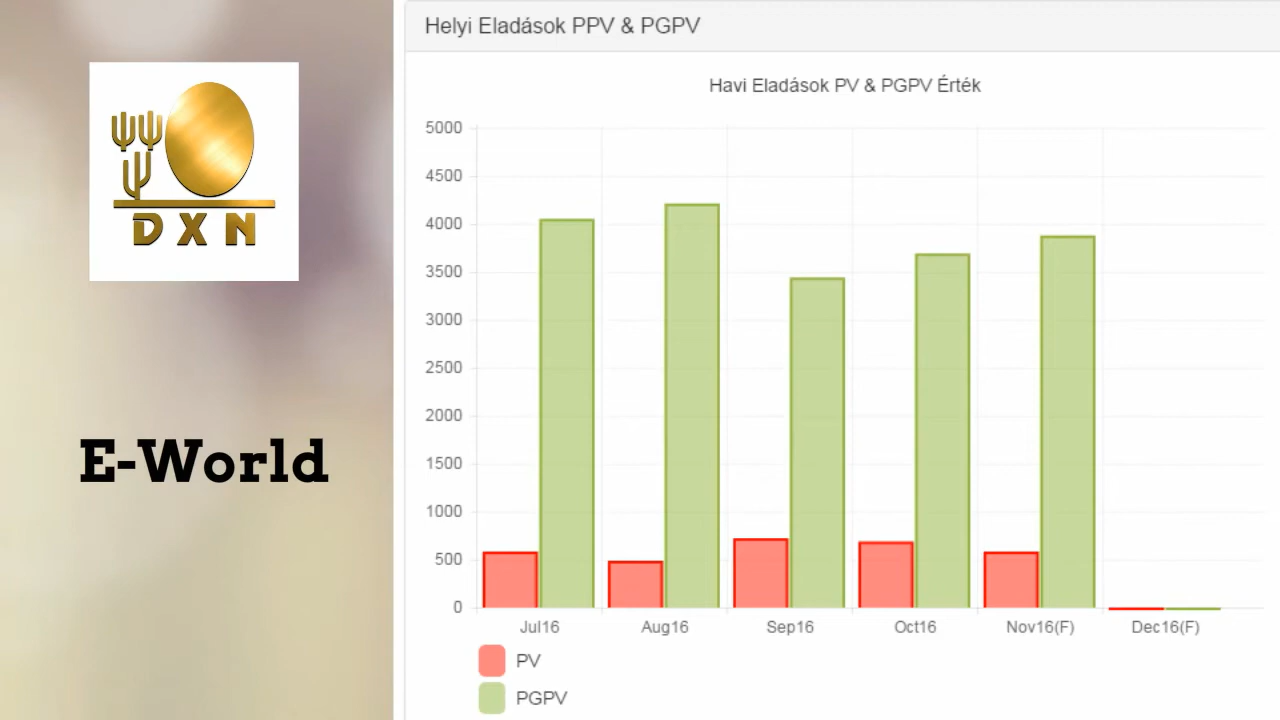 DXN
E-World
Helyi Eladások PPV & PGPV
Havi Eladások PV & PGPV Érték
5000
4500
4000
3500
3000
2500
2000
1500
1000
500
0
Jul16 Aug16 Sep16 Oct16 Nov16(F) Dec16(F)
PV
PGPV